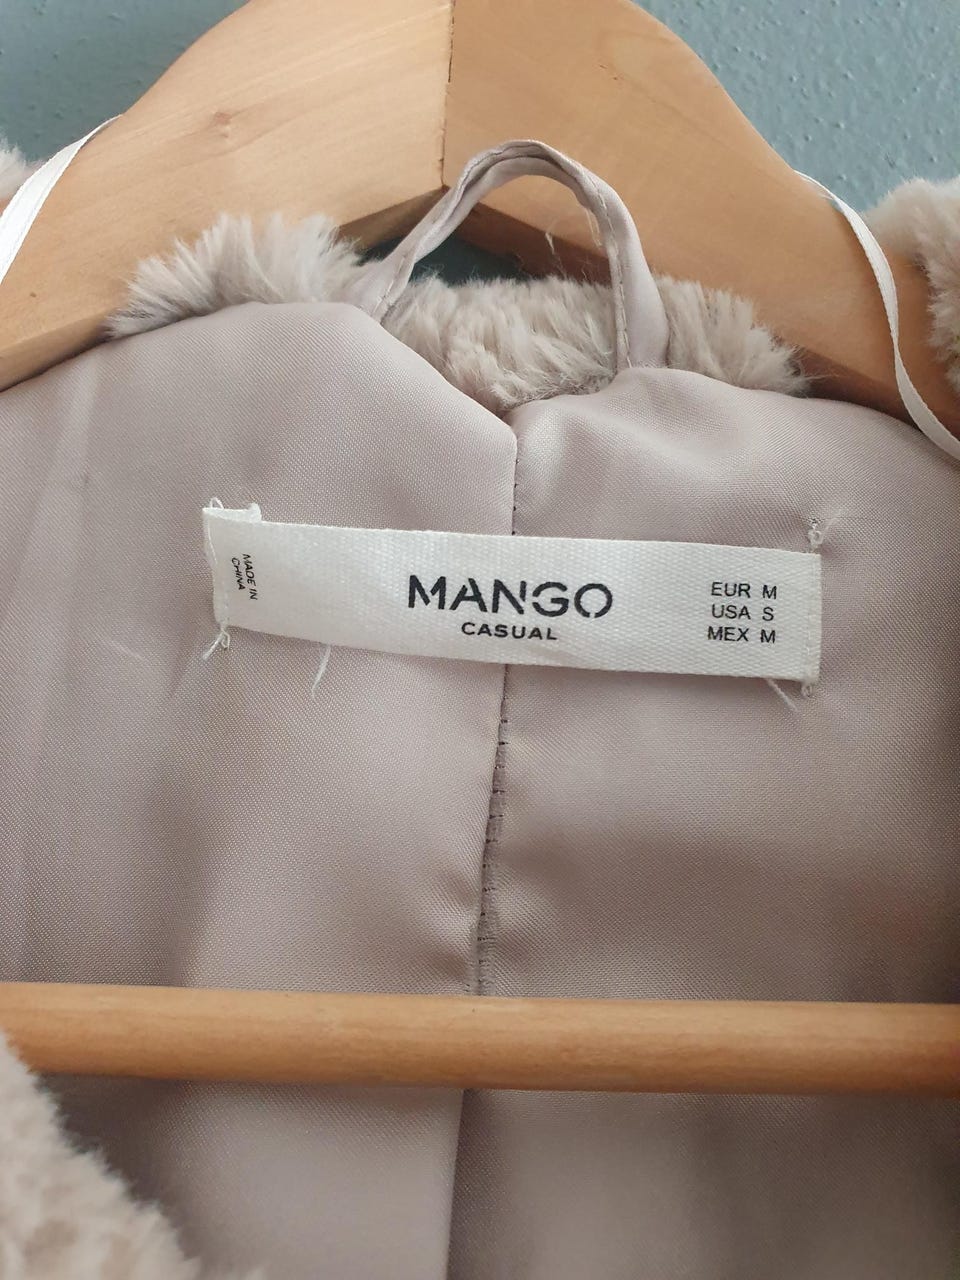 MADE IN
CHINA
MANGO
CASUAL
EUR M
USA S
MEX M